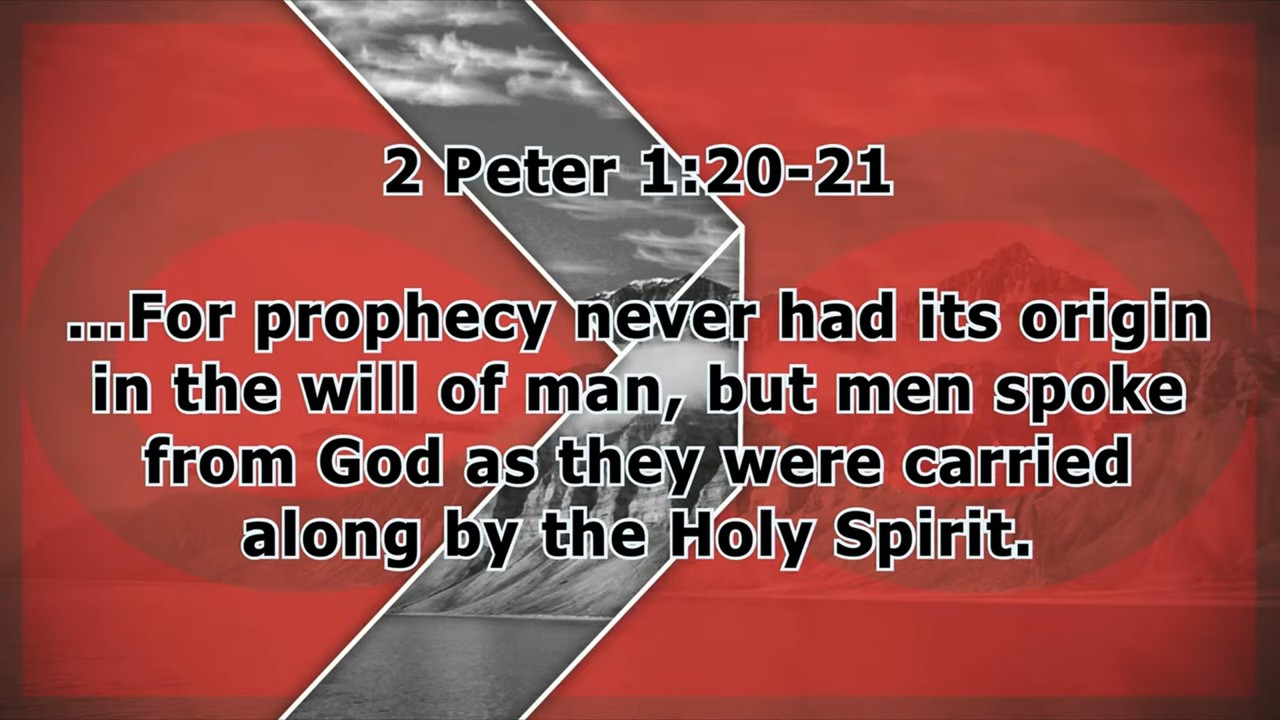 2 Peter 1:20-21
...For prophecy never had its origin
in the will of man, but men spoke
from God as they were carried
along by the Holy Spirit.